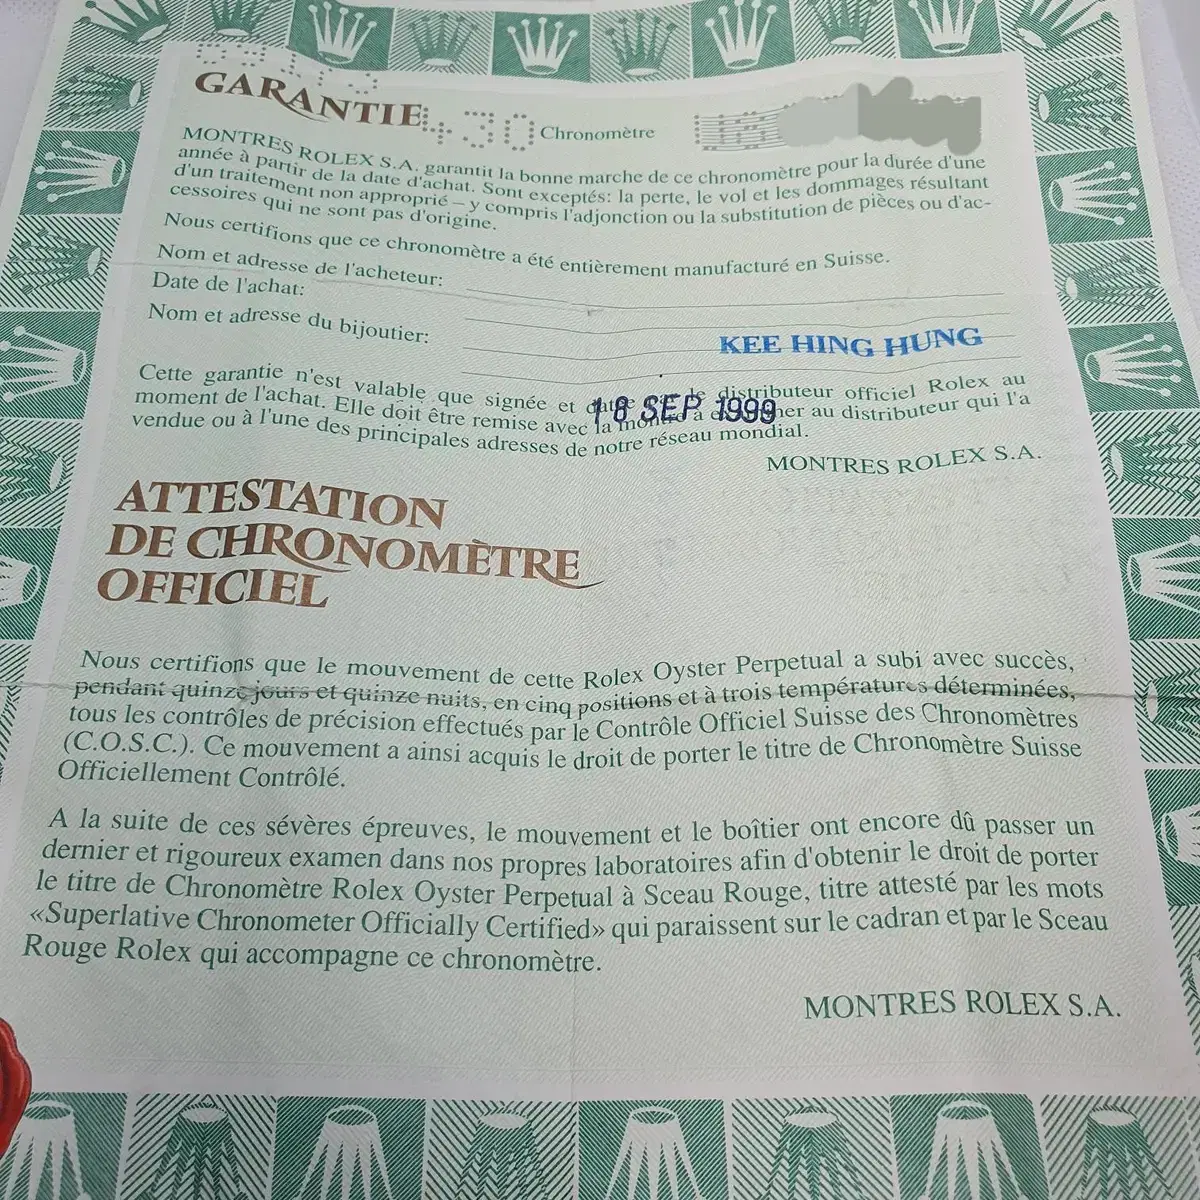 GARANTIE
430 Chronomètre U8
MONTRES ROLEX S.A. garantit la bonne marche de ce chronomètre pour la durée d'une
année à partir de la date d'achat. Sont exceptés: la perte, le vol et les dommages résultant
d'un traitement non approprié – y compris l'adjonction ou la substitution de pièces ou d'ac-
cessoires qui ne sont pas d'origine.
Nous certifions que ce chronomètre a été entièrement manufacturé en Suisse.
Nom et adresse de l'acheteur:
Date de l'achat:
Nom et adresse du bijoutier:
KEE HING HUNG
Cette garantie n'est valable que signée et le distributeur officiel Rolex au
18 SEP 1999
moment de l'achat. Elle doit être remise avec la montre à au distributeur qui l'a
vendue ou à l'une des principales adresses de notre réseau mondial.
MONTRES ROLEX S.A.
ATTESTATION
DE CHRONOMÈTRE
OFFICIEL
Nous certifions que le mouvement de cette Rolex Oyster Perpetual a subi avec succès,
pendant quinze jours et quinze nuits, en cinq positions et à trois températures déterminées,
tous les contrôles de précision effectués par le Contrôle Officiel Suisse des Chronomètres
(C.O.S.C.). Ce mouvement a ainsi acquis le droit de porter le titre de Chronomètre Suisse
Officiellement Contrôlé.
A la suite de ces sévères épreuves, le mouvement et le boîtier ont encore dû passer un
dernier et rigoureux examen dans nos propres laboratoires afin d'obtenir le droit de porter
le titre de Chronomètre Rolex Oyster Perpetual à Sceau Rouge, titre attesté par les mots
«Superlative Chronometer Officially Certified» qui paraissent sur le cadran et par le Sceau
Rouge Rolex qui accompagne ce chronomètre.
MONTRES ROLEX S.A.